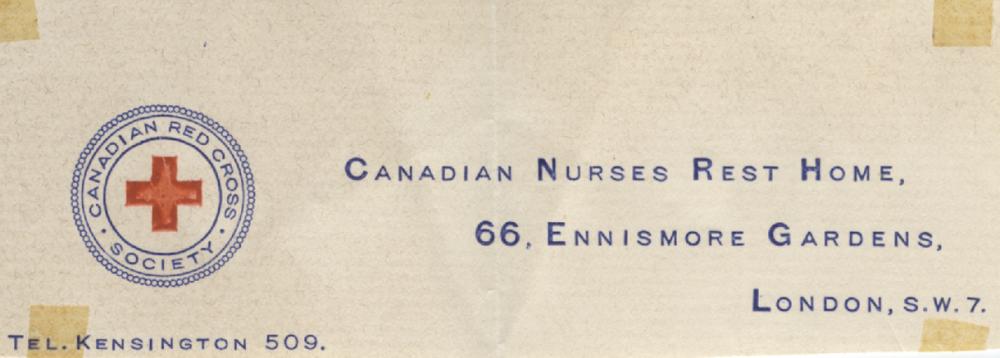 CANADIAN RED CROSS
• SOCIETY •
CANADIAN NURSES REST HOME,
66, ENNISMORE GARDENS,
LONDON, S.W.7.
TEL. KENSINGTON 509.